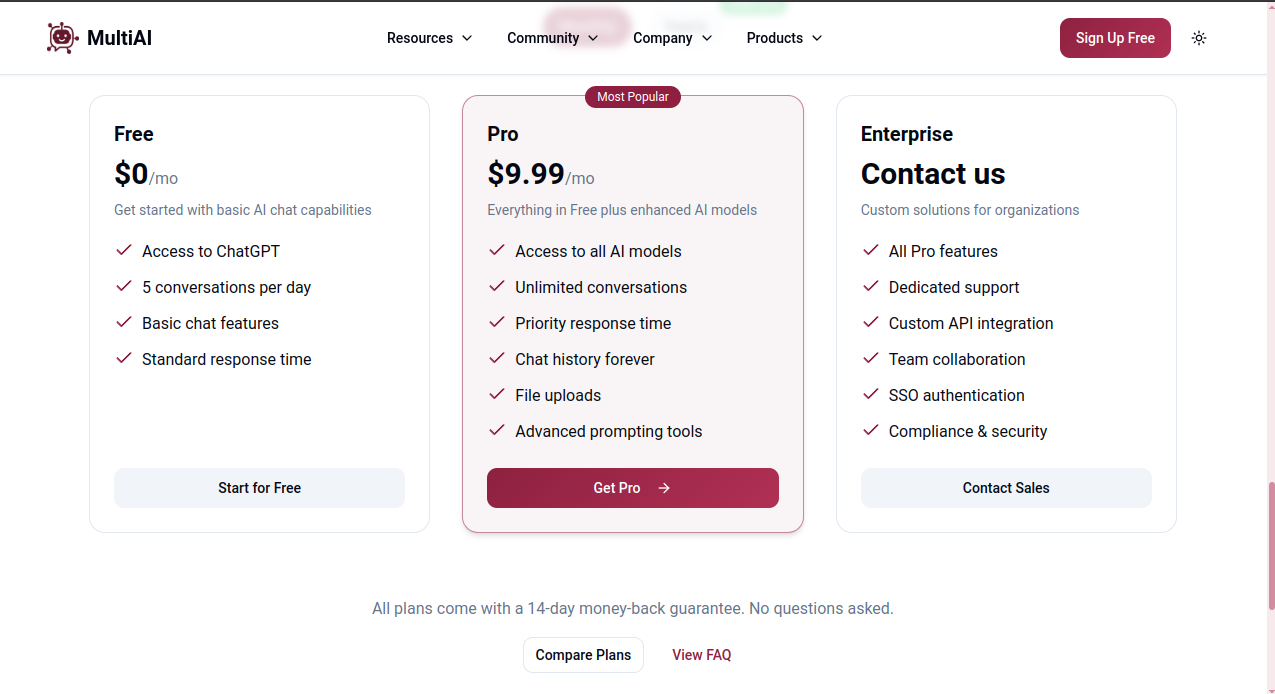 MultiAI
Resources Community Company Products
Sign Up Free
Free
$0/mo
Get started with basic AI chat capabilities
Access to ChatGPT
5 conversations per day
Basic chat features
Standard response time
Start for Free
Most Popular
Pro
$9.99/mo
Everything in Free plus enhanced AI models
Access to all AI models
Unlimited conversations
Priority response time
Chat history forever
File uploads
Advanced prompting tools
Get Pro
Enterprise
Contact us
Custom solutions for organizations
All Pro features
Dedicated support
Custom API integration
Team collaboration
SSO authentication
Compliance & security
Contact Sales
All plans come with a 14-day money-back guarantee. No questions asked.
Compare Plans
View FAQ